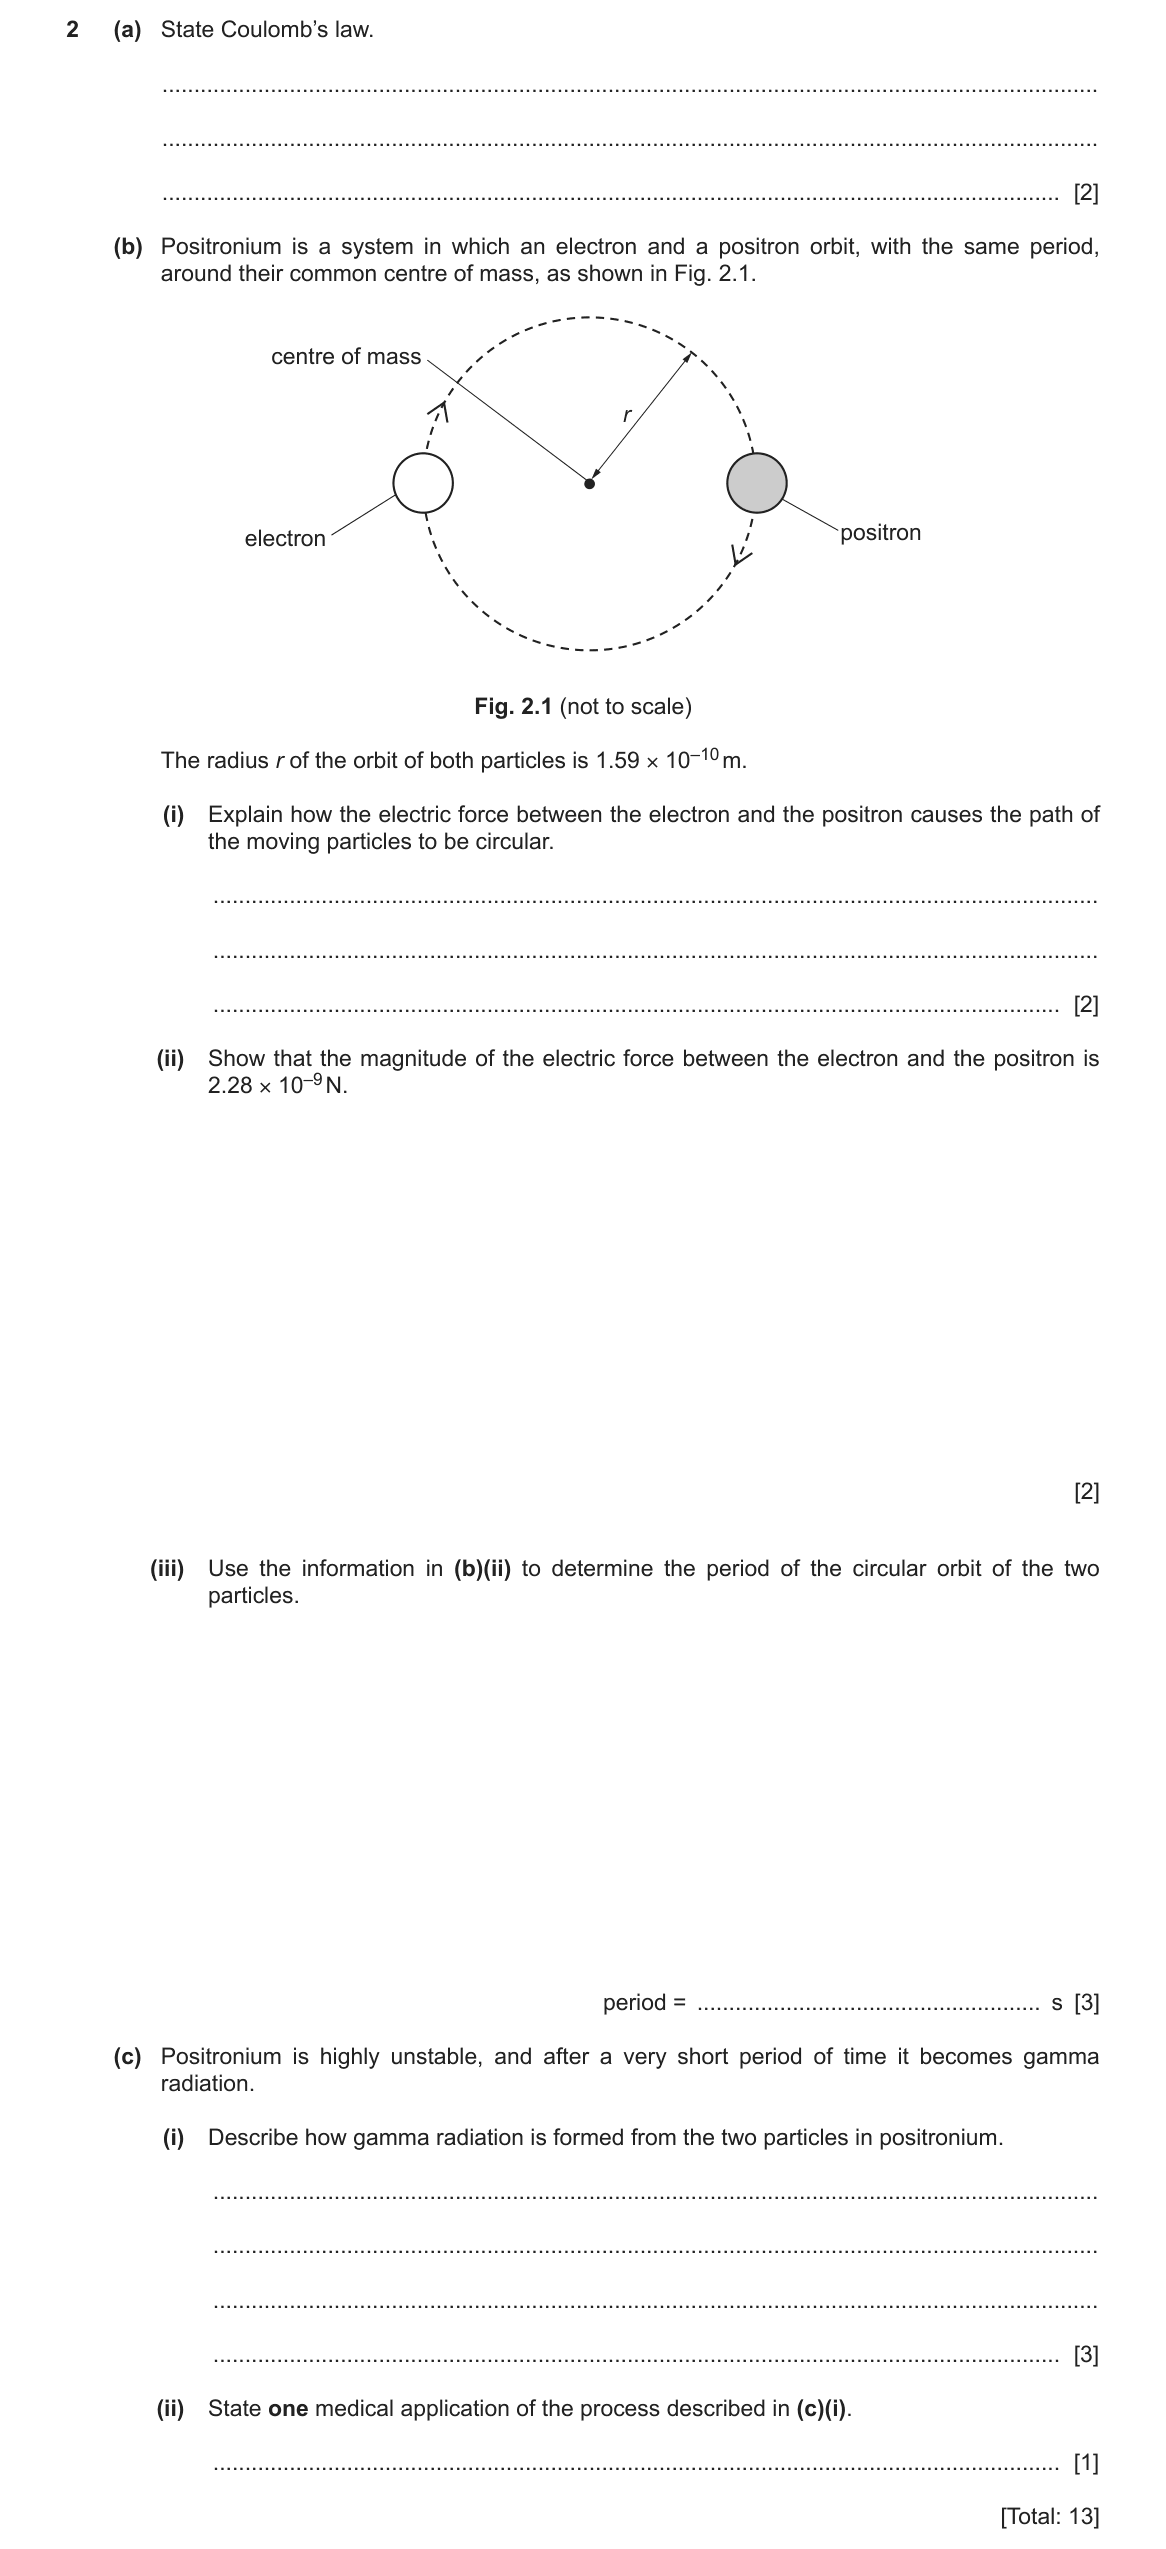 2 (a) State Coulomb’s law.
..........................................................................................................................................
..........................................................................................................................................
.................................................................................................................................... [2]
(b) Positronium is a system in which an electron and a positron orbit, with the same period,
around their common centre of mass, as shown in Fig. 2.1.
centre of mass
r
electron
positron
Fig. 2.1 (not to scale)
The radius r of the orbit of both particles is 1.59 × 10⁻¹⁰ m.
(i) Explain how the electric force between the electron and the positron causes the path of
the moving particles to be circular.
..........................................................................................................................................
..........................................................................................................................................
.................................................................................................................................... [2]
(ii) Show that the magnitude of the electric force between the electron and the positron is
2.28 × 10⁻⁹ N.
[2]
(iii) Use the information in (b)(ii) to determine the period of the circular orbit of the two
particles.
period = ...................................................... s [3]
(c) Positronium is highly unstable, and after a very short period of time it becomes gamma
radiation.
(i) Describe how gamma radiation is formed from the two particles in positronium.
..........................................................................................................................................
..........................................................................................................................................
..........................................................................................................................................
.................................................................................................................................... [3]
(ii) State one medical application of the process described in (c)(i).
.................................................................................................................................... [1]
[Total: 13]